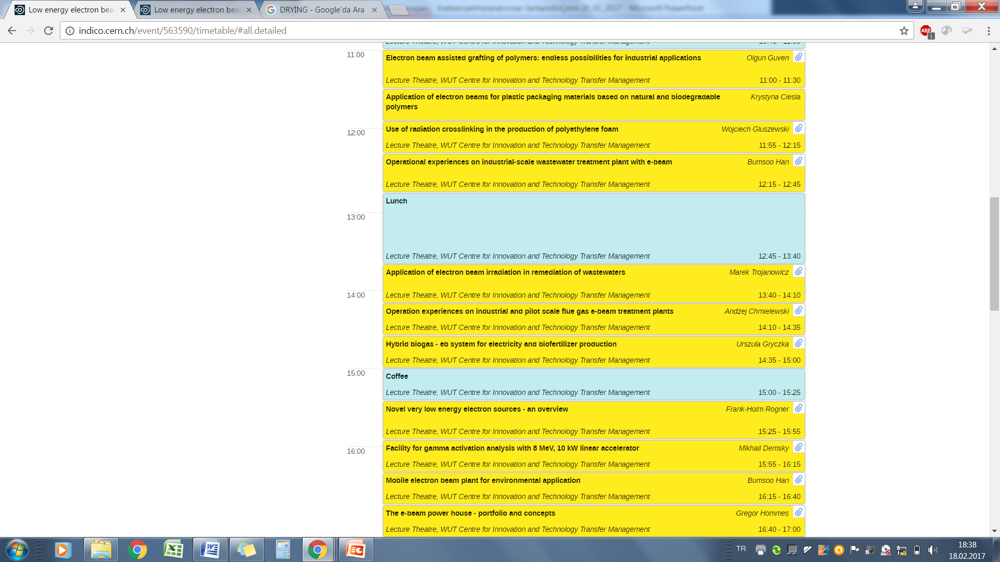 Low energy electron bea
Low energy electron bea
DRYİNG - Google'da Ara
Endüstriyelhızlandırıcılar-SerkanHoÇetin-20_02_2017 - Microsoft PowerPoint
indico.cern.ch/event/563590/timetable/#all.detailed
ABP
1
Lecture Theatre, WUT Centre for Innovation and Technology Transfer Management
11:00
Electron beam assisted grafting of polymers: endless possibilities for industrial applications Olgun Guven
Lecture Theatre, WUT Centre for Innovation and Technology Transfer Management 11:00 - 11:30
Application of electron beams for plastic packaging materials based on natural and biodegradable Krystyna Ciesla
polymers
12:00
Use of radiation crosslinking in the production of polyethylene foam Wojciech Gluszewski
Lecture Theatre, WUT Centre for Innovation and Technology Transfer Management 11:55 - 12:15
Operational experiences on industrial-scale wastewater treatment plant with e-beam Bumsoo Han
Lecture Theatre, WUT Centre for Innovation and Technology Transfer Management 12:15 - 12:45
Lunch
13:00
Lecture Theatre, WUT Centre for Innovation and Technology Transfer Management 12:45 - 13:40
Application of electron beam irradiation in remediation of wastewaters Marek Trojanowicz
14:00
Lecture Theatre, WUT Centre for Innovation and Technology Transfer Management 13:40 - 14:10
Operation experiences on industrial and pilot scale flue gas e-beam treatment plants Andzej Chmielewski
Lecture Theatre, WUT Centre for Innovation and Technology Transfer Management 14:10 - 14:35
Hybrid biogas - eb system for electricity and biofertilizer production Urszula Gryczka
Lecture Theatre, WUT Centre for Innovation and Technology Transfer Management 14:35 - 15:00
15:00
Coffee
Lecture Theatre, WUT Centre for Innovation and Technology Transfer Management 15:00 - 15:25
Novel very low energy electron sources - an overview Frank-Holm Rogner
Lecture Theatre, WUT Centre for Innovation and Technology Transfer Management 15:25 - 15:55
16:00
Facility for gamma activation analysis with 8 MeV, 10 kW linear accelerator Mikhail Demsky
Lecture Theatre, WUT Centre for Innovation and Technology Transfer Management 15:55 - 16:15
Mobile electron beam plant for environmental application Bumsoo Han
Lecture Theatre, WUT Centre for Innovation and Technology Transfer Management 16:15 - 16:40
The e-beam power house - portfolio and concepts Gregor Hommes
Lecture Theatre, WUT Centre for Innovation and Technology Transfer Management 16:40 - 17:00
TR
18:38
18.02.2017